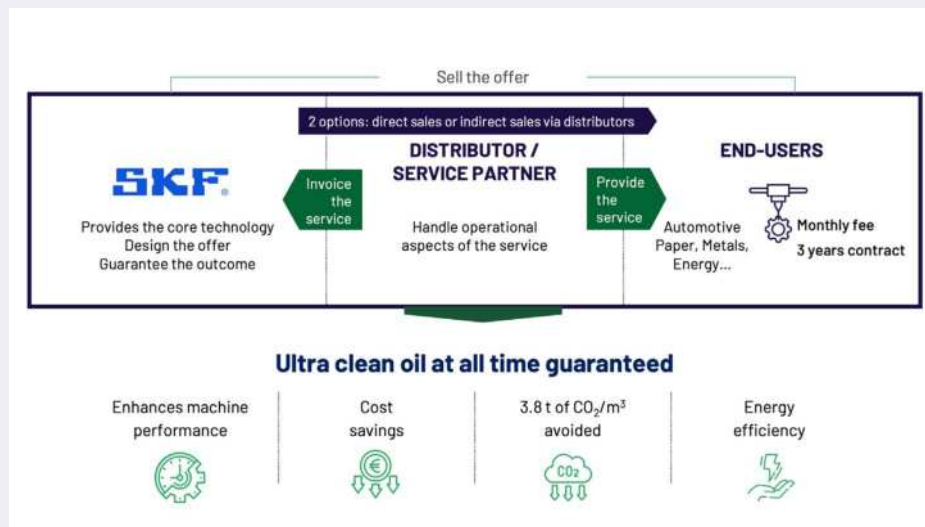 Sell the offer
2 options: direct sales or indirect sales via distributors
SKF®
Provides the core technology
Design the offer
Guarantee the outcome
Invoice
the
service
DISTRIBUTOR /
SERVICE PARTNER
Handle operational
aspects of the service
Provide
the
service
END-USERS
Automotive
Paper, Metals,
Energy...
Monthly fee
3 years contract
Ultra clean oil at all time guaranteed
Enhances machine
performance
Cost
savings
€
3.8 t of CO₂/m³
avoided
CO₂
Energy
efficiency